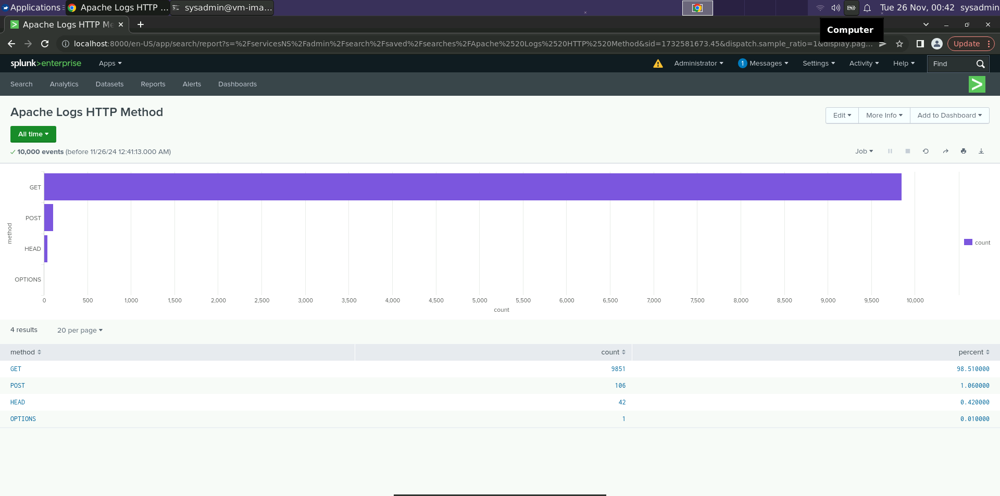 Applications
Apache Logs HTTP ...
sysadmin@vm-ima...
Tue 26 Nov, 00:42 sysadmin
Apache Logs HTTP Me
Computer
localhost:8000/en-US/app/search/report?s=%2FservicesNS%2Fadmin%2Fsearch%2Fsaved%2Fsearches%2FApache%2520Logs%2520HTTP%2520Method&sid=1732581673.45&dispatch.sample_ratio=1&display.pag...
Update
splunk>enterprise
Apps
Administrator
1 Messages
Settings
Activity
Help
Find
Search
Analytics
Datasets
Reports
Alerts
Dashboards
Apache Logs HTTP Method
Edit
More Info
Add to Dashboard
All time
10,000 events (before 11/26/24 12:41:13.000 AM)
Job
method
GET
POST
HEAD
OPTIONS
count
0 500 1,000 1,500 2,000 2,500 3,000 3,500 4,000 4,500 5,000 5,500 6,000 6,500 7,000 7,500 8,000 8,500 9,000 9,500 10,000
count
4 results
20 per page
method count percent
GET 9851 98.510000
POST 106 1.060000
HEAD 42 0.420000
OPTIONS 1 0.010000